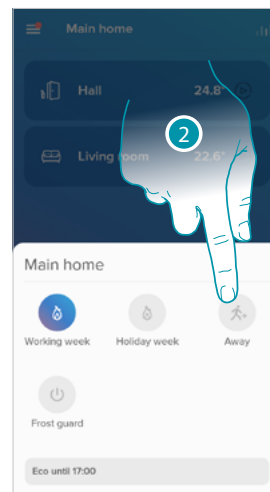 Main home
Hall 24.8°
2
Living room 22.6°
Main home
Working week Holiday week Away
Frost guard
Eco until 17:00